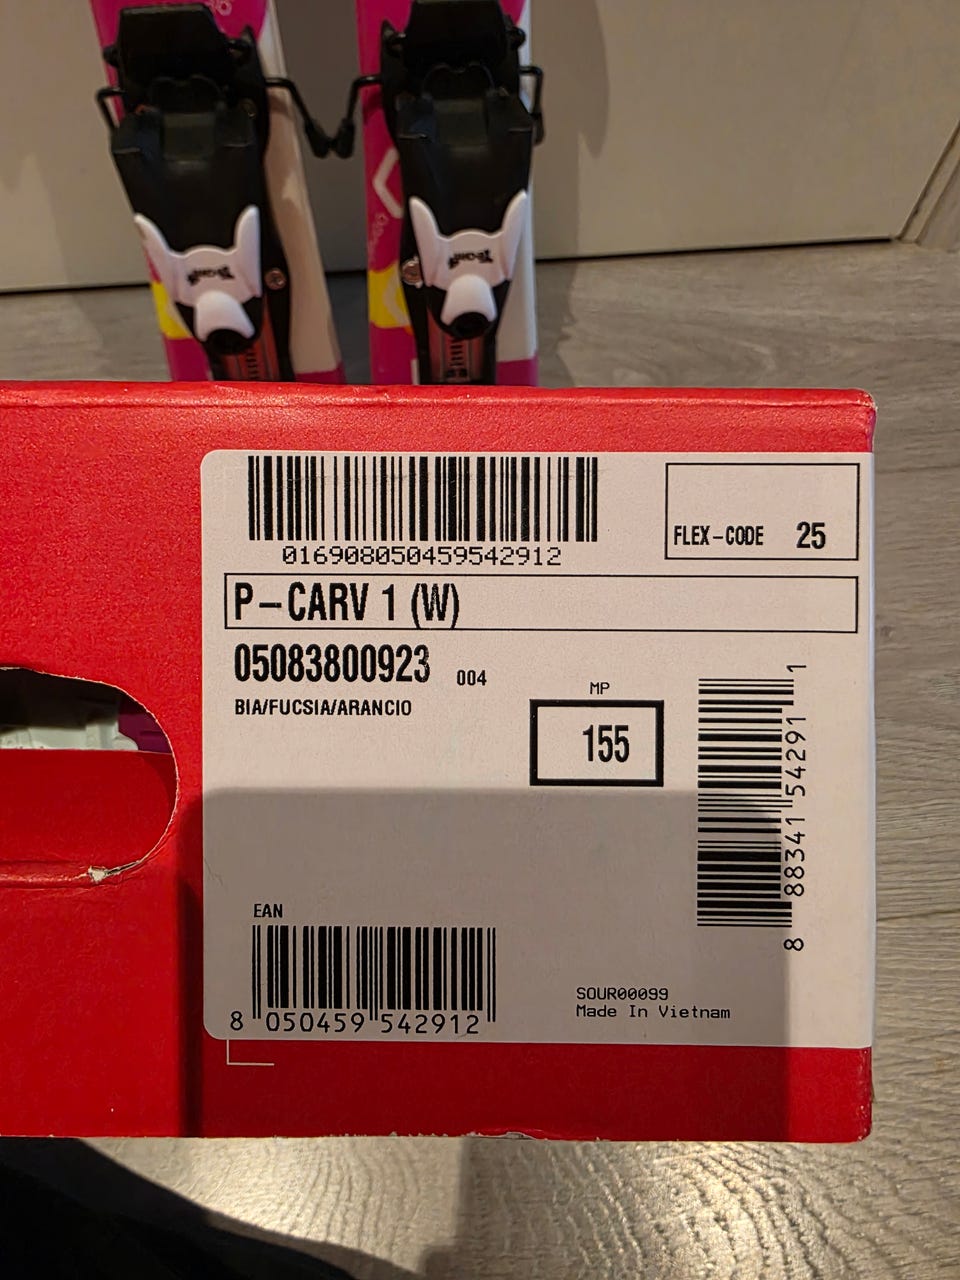 016908050459542912
FLEX-CODE 25
P-CARV 1 (W)
05083800923 004
BIA/FUCSIA/ARANCIO
MP
155
8 88341 54291 1
EAN
8 050459 542912
SOUR00099
Made In Vietnam